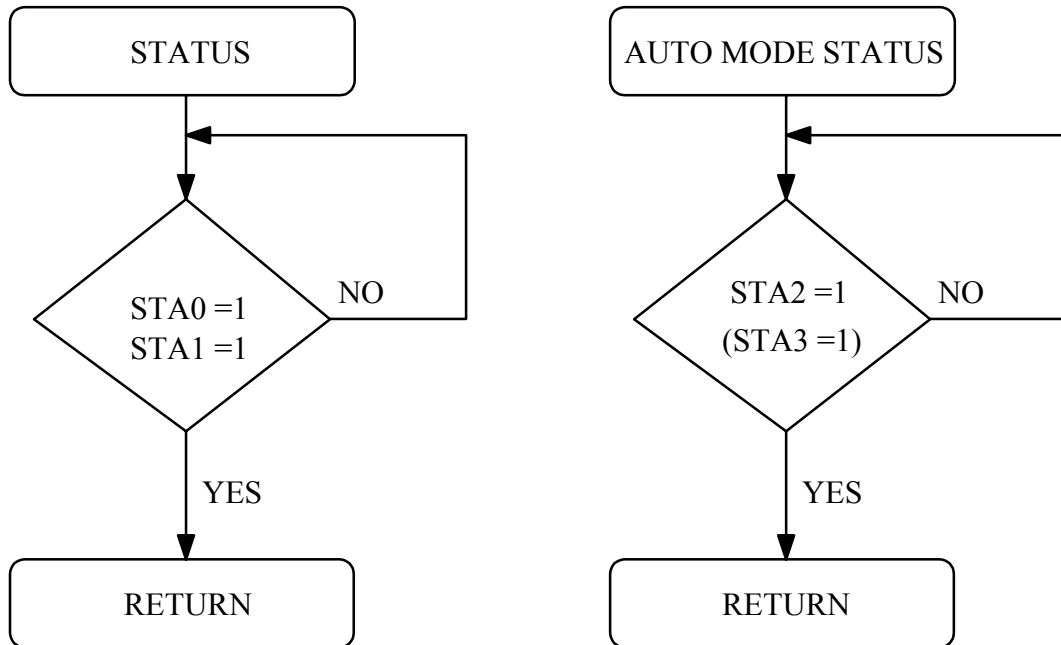 STATUS
STA0 =1
STA1 =1
NO
YES
RETURN
AUTO MODE STATUS
STA2 =1
(STA3 =1)
NO
YES
RETURN